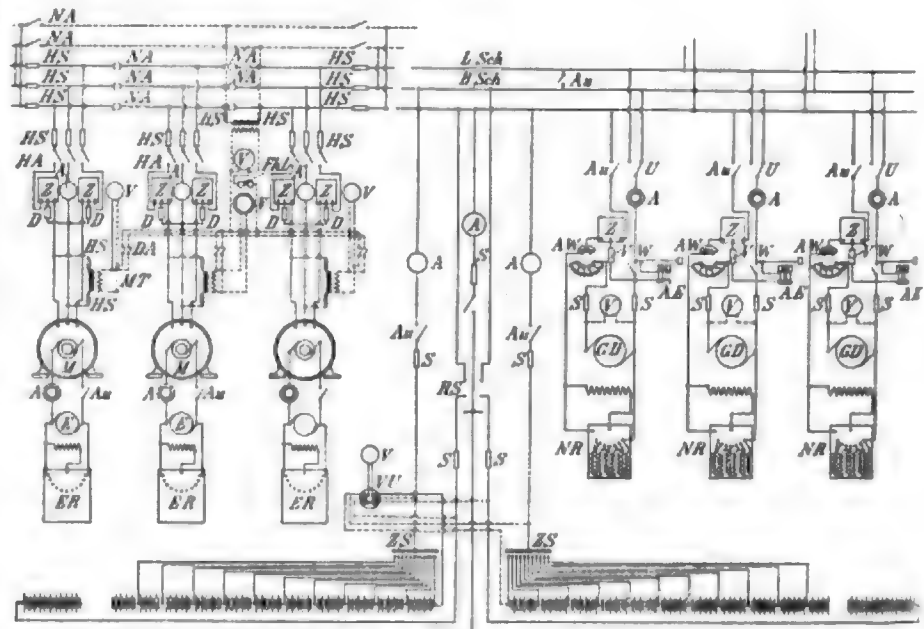 NA
NA
HS NA NA
HS NA NA HS
HS HS HS
L Sch
B Sch Au
HS HS HS
HA HA V Fkl
Au U Au U Au U
A A A
Z Z V Z Z V Z Z V
D D D D D D
A
Z Z Z
BS DA
MT
HS
A S A
AW W AW W AW W
AE AE AE
S V S S V S S V S
Au S Au S
M M
GD GD GD
A Au A Au
RS
E E
NR NR NR
S S
V
VU
ER ER ER
ZS ZS